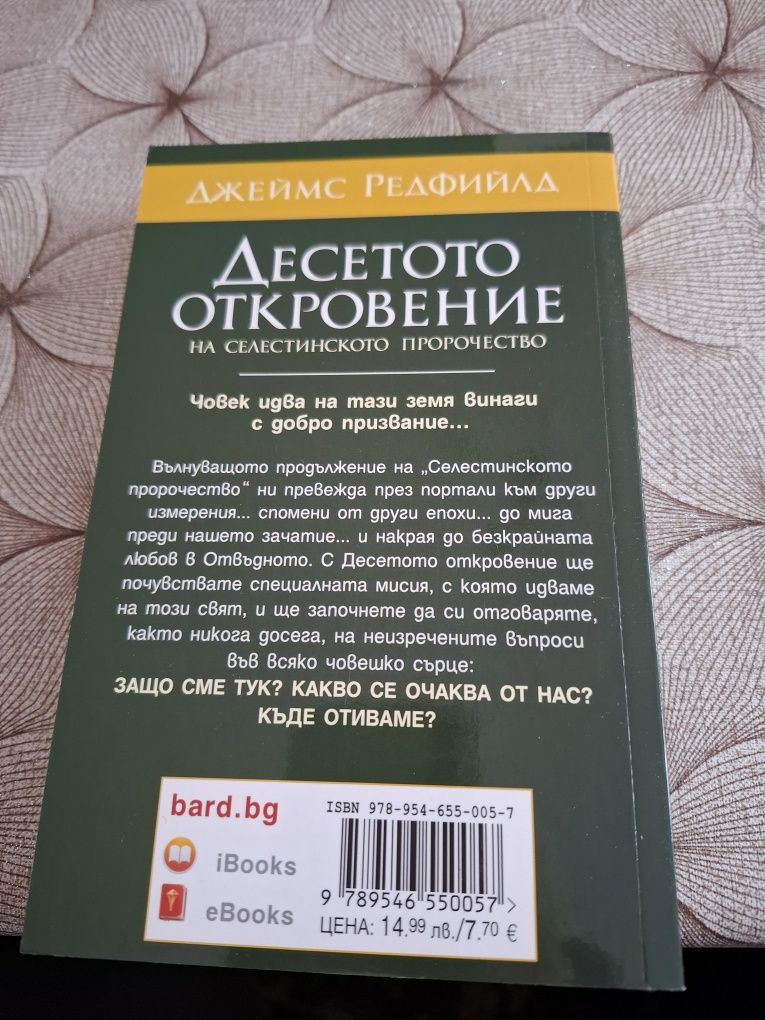 Джеймс Редфийлд
Десетото
откровение
на Селестинското пророчество
Човек идва на тази земя винаги
с добро призвание...
Вълнуващото продължение на „Селестинското
пророчество“ ни превежда през портали към други
измерения... спомени от други епохи... до мига
преди нашето зачатие... и накрая до безкрайната
любов в Отвъдното. С Десетото откровение ще
почувствате специалната мисия, с която идваме
на този свят, и ще започнете да си отговаряте,
както никога досега, на неизречените въпроси
във всяко човешко сърце:
ЗАЩО СМЕ ТУК? КАКВО СЕ ОЧАКВА ОТ НАС?
КЪДЕ ОТИВАМЕ?
bard.bg
iBooks
eBooks
ISBN 978-954-655-005-7
9 789546 550057 >
ЦЕНА: 14.99 лв./7.70 €